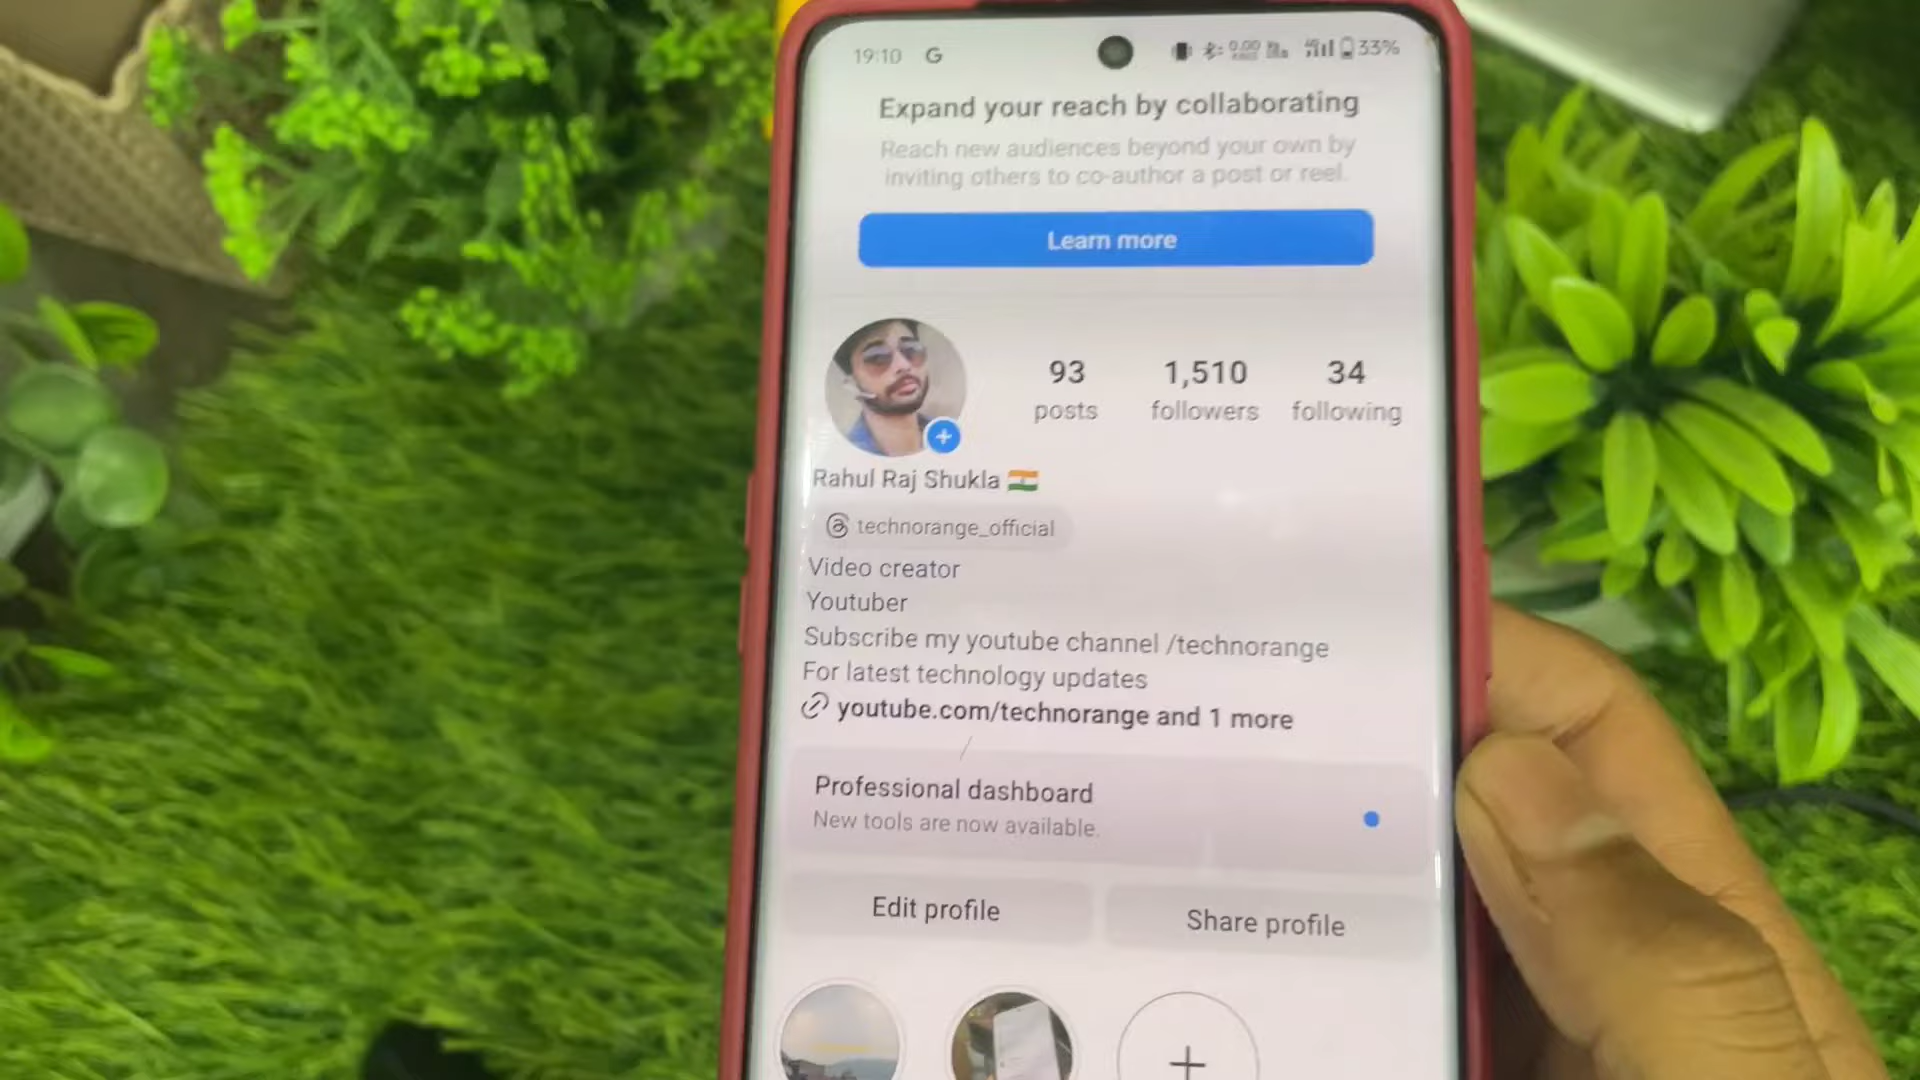 19:10 G 33%
Expand your reach by collaborating
Reach new audiences beyond your own by
inviting others to co-author a post or reel.
Learn more
93 1,510 34
posts followers following
Rahul Raj Shukla 🇮🇳
technorange_official
Video creator
Youtuber
Subscribe my youtube channel /technorange
For latest technology updates
youtube.com/technorange and 1 more
Professional dashboard
New tools are now available.
Edit profile Share profile